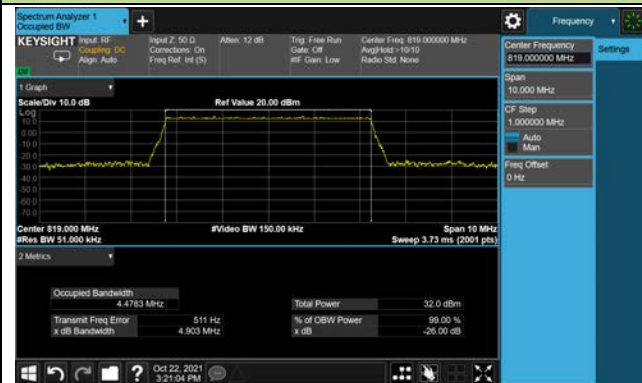 Spectrum Analyzer 1
Occupied BW
Frequency
KEYSIGHT
Input: RF
Coupling: DC
Align: Auto
Input Z: 50 Ω
Corrections: On
Freq Ref: Int (S)
Atten: 12 dB
Trig: Free Run
Gate: Off
#IF Gain: Low
Center Freq: 819.000000 MHz
Avg|Hold:>10/10
Radio Std: None
Center Frequency
819.000000 MHz
Settings
Span
10.000 MHz
CF Step
1.000000 MHz
Auto
Man
Freq Offset
0 Hz
1 Graph
Scale/Div 10.0 dB
Ref Value 20.00 dBm
Log
10.0
0.00
-10.0
-20.0
-30.0
-40.0
-50.0
-60.0
-70.0
Center 819.000 MHz
#Video BW 150.00 kHz
Span 10 MHz
#Res BW 51.000 kHz
Sweep 3.73 ms (2001 pts)
2 Metrics
Occupied Bandwidth
4.4783 MHz
Total Power
32.0 dBm
Transmit Freq Error
511 Hz
% of OBW Power
99.00 %
x dB Bandwidth
4.903 MHz
x dB
-26.00 dB
?
Oct 22, 2021
3:21:04 PM